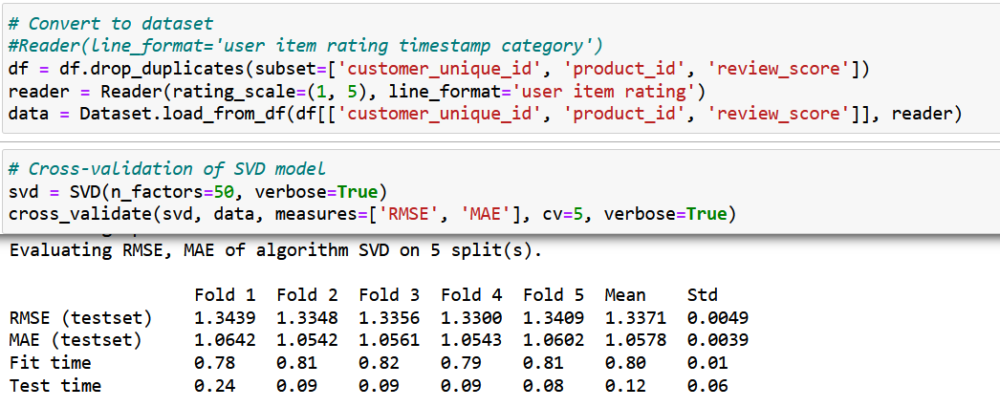 # Convert to dataset
#Reader(line_format='user item rating timestamp category')
df = df.drop_duplicates(subset=['customer_unique_id', 'product_id', 'review_score'])
reader = Reader(rating_scale=(1, 5), line_format='user item rating')
data = Dataset.load_from_df(df[['customer_unique_id', 'product_id', 'review_score']], reader)
# Cross-validation of SVD model
svd = SVD(n_factors=50, verbose=True)
cross_validate(svd, data, measures=['RMSE', 'MAE'], cv=5, verbose=True)
Evaluating RMSE, MAE of algorithm SVD on 5 split(s).
Fold 1 Fold 2 Fold 3 Fold 4 Fold 5 Mean Std
RMSE (testset) 1.3439 1.3348 1.3356 1.3300 1.3409 1.3371 0.0049
MAE (testset) 1.0642 1.0542 1.0561 1.0543 1.0602 1.0578 0.0039
Fit time 0.78 0.81 0.82 0.79 0.81 0.80 0.01
Test time 0.24 0.09 0.09 0.09 0.08 0.12 0.06